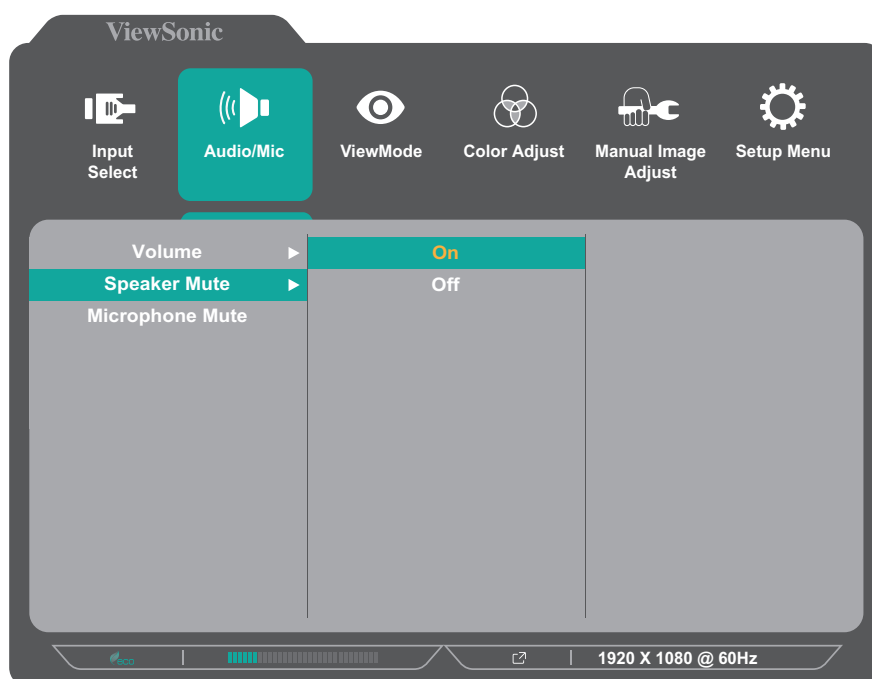 ViewSonic
Input
Select
Audio/Mic
ViewMode
Color Adjust
Manual Image
Adjust
Setup Menu
Volume
On
Speaker Mute
Off
Microphone Mute
eco
1920 X 1080 @ 60Hz